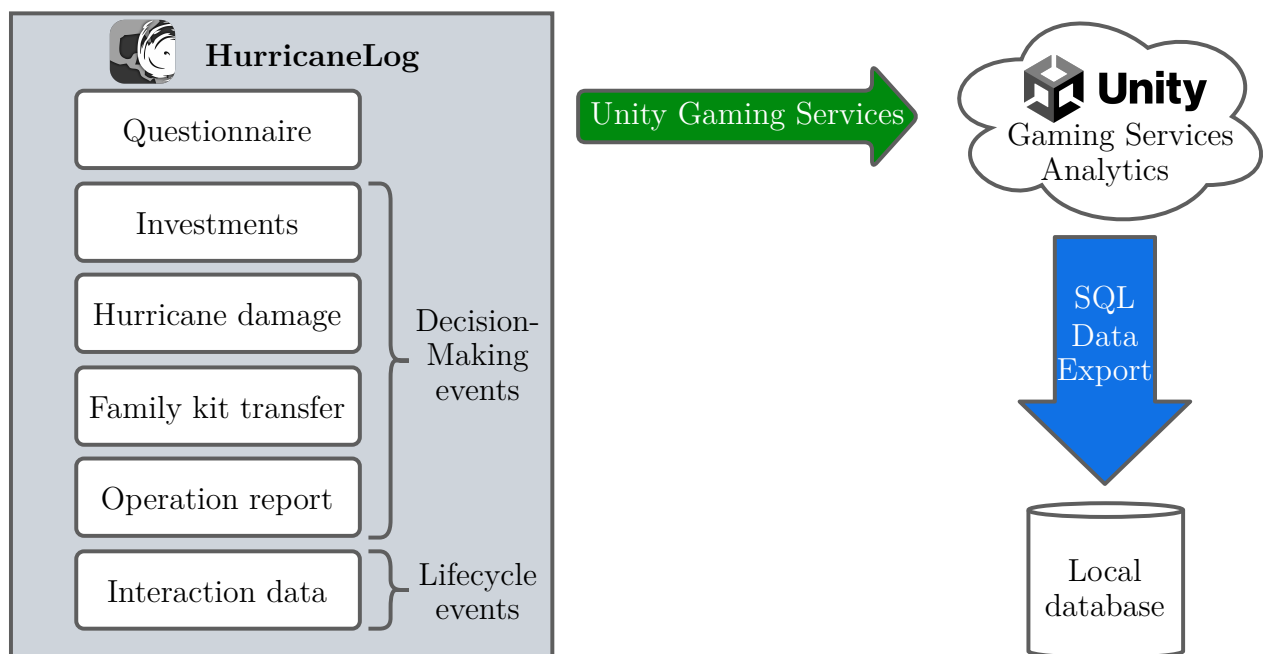 HurricaneLog
Questionnaire
Investments
Hurricane damage
Family kit transfer
Operation report
Interaction data
Decision-
Making
events
Lifecycle
events
Unity Gaming Services
Unity
Gaming Services
Analytics
SQL
Data
Export
Local
database